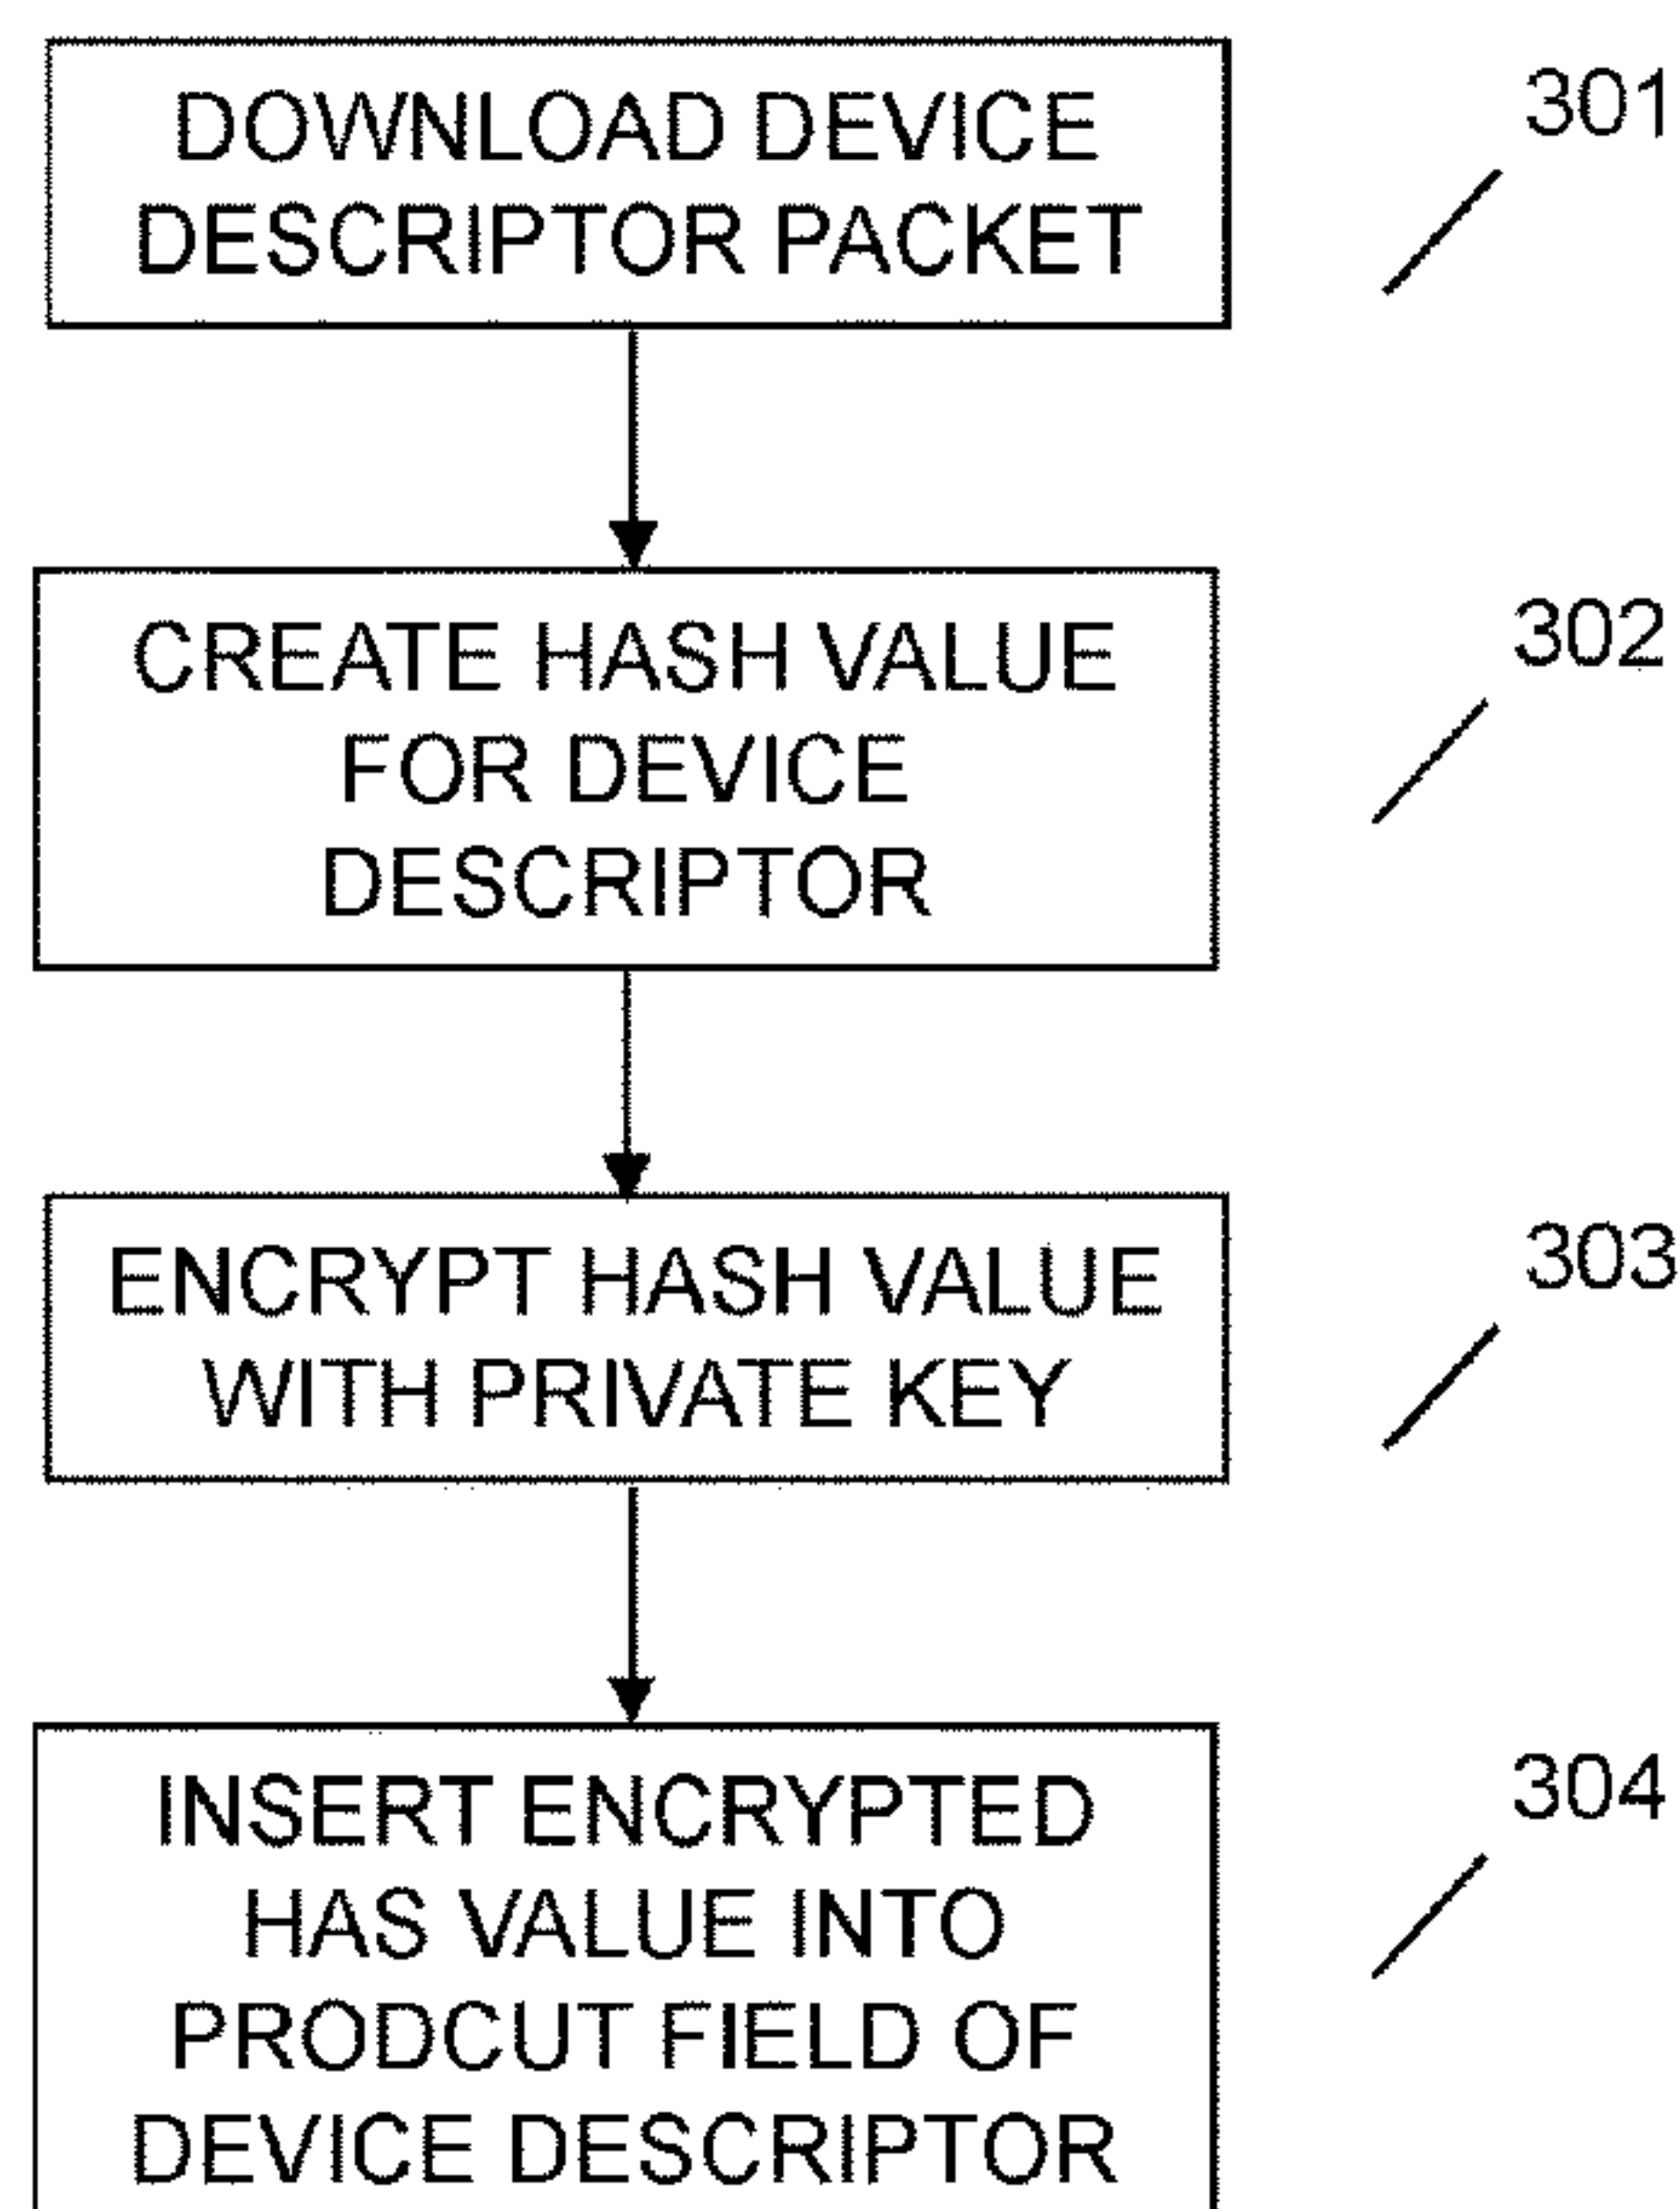 DOWNLOAD DEVICE
DESCRIPTOR PACKET
301
CREATE HASH VALUE
FOR DEVICE
DESCRIPTOR
302
ENCRYPT HASH VALUE
WITH PRIVATE KEY
303
INSERT ENCRYPTED
HAS VALUE INTO
PRODCUT FIELD OF
DEVICE DESCRIPTOR
304